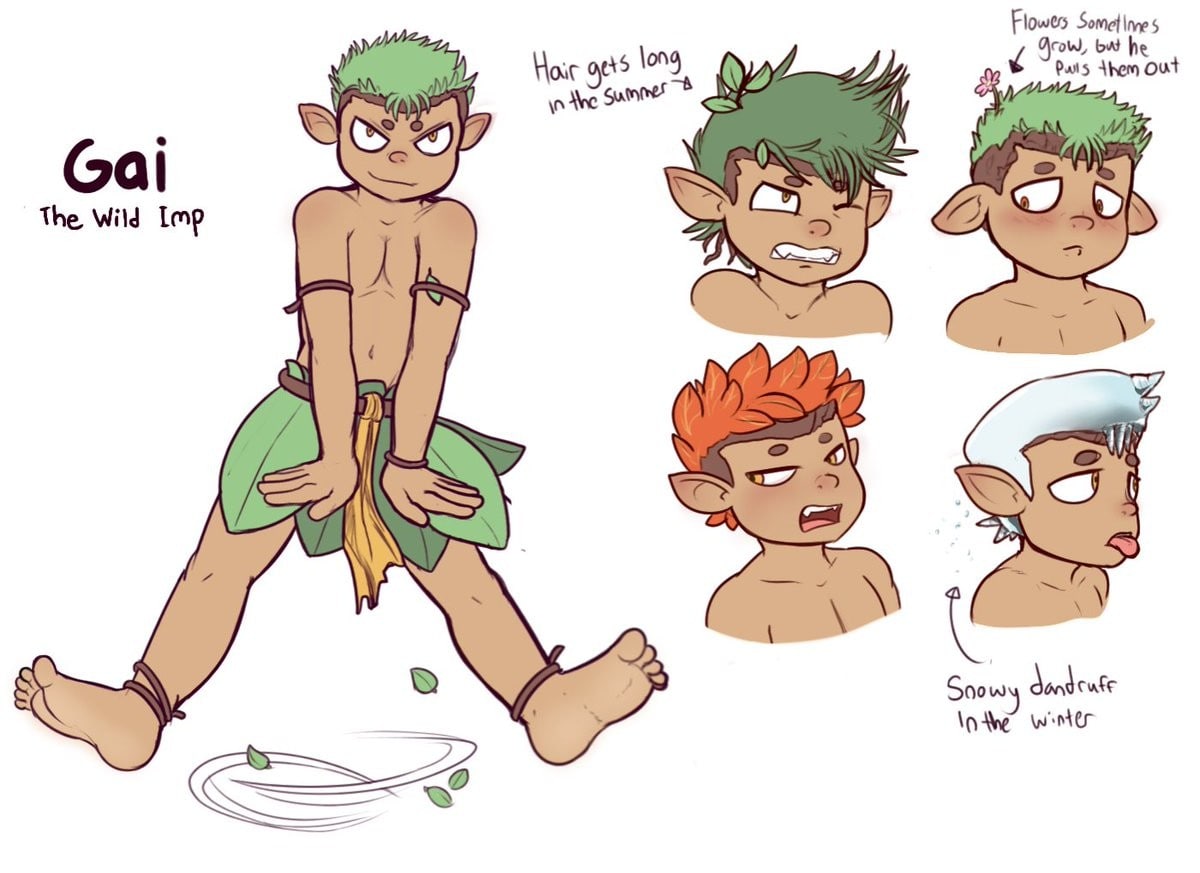 Gai
The Wild Imp
Hair gets long
in the Summer
Flowers Sometimes
grow, but he
Pulls them out
Snowy dandruff
In the winter